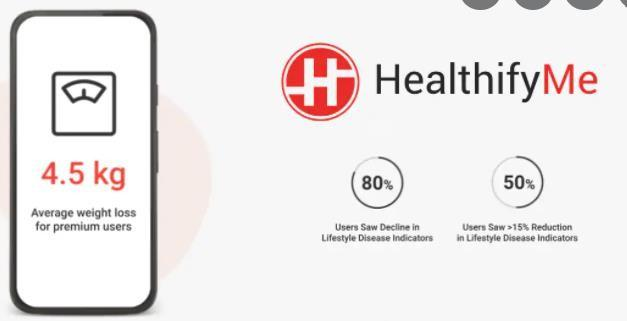 4.5 kg
Average weight loss
for premium users
HealthifyMe
80%
Users Saw Decline in
Lifestyle Disease Indicators
50%
Users Saw >15% Reduction
in Lifestyle Disease Indicators